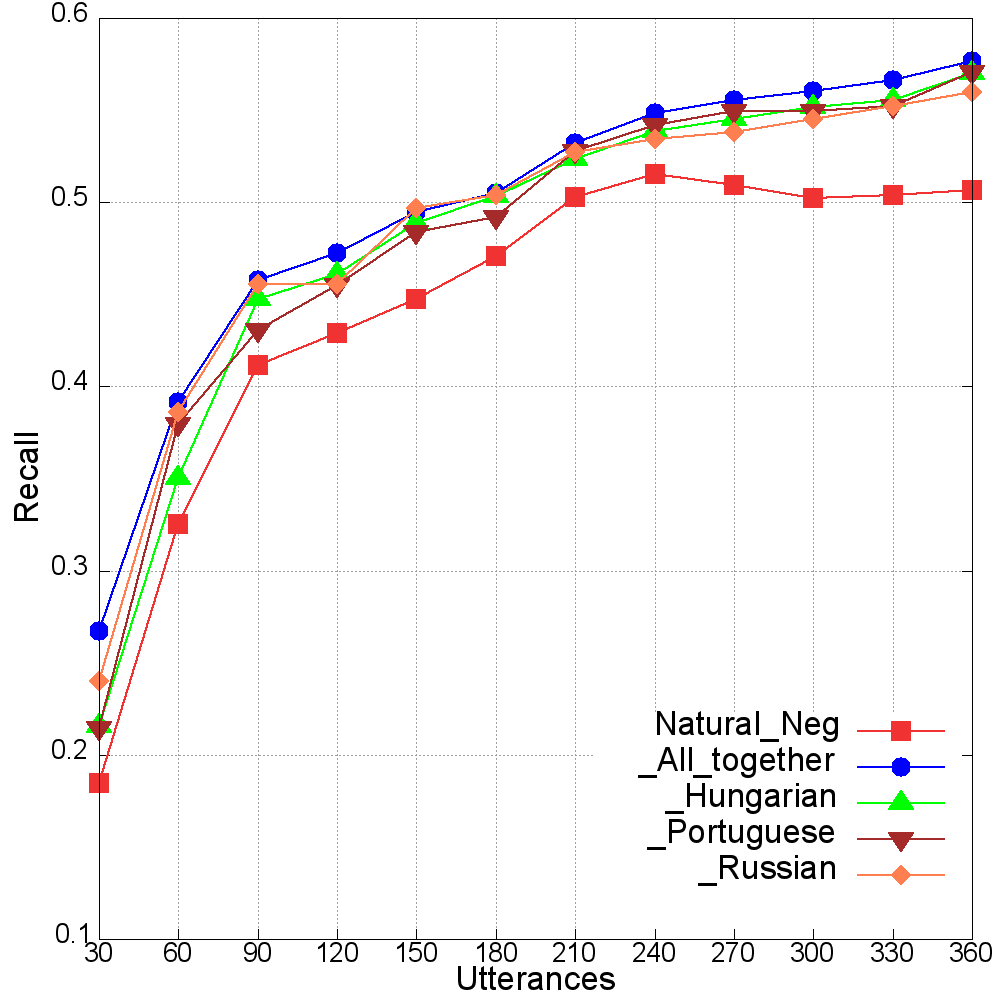 0.6
0.5
0.4
0.3
0.2
0.1
Recall
Natural_Neg
_All_together
_Hungarian
_Portuguese
_Russian
30 60 90 120 150 180 210 240 270 300 330 360
Utterances